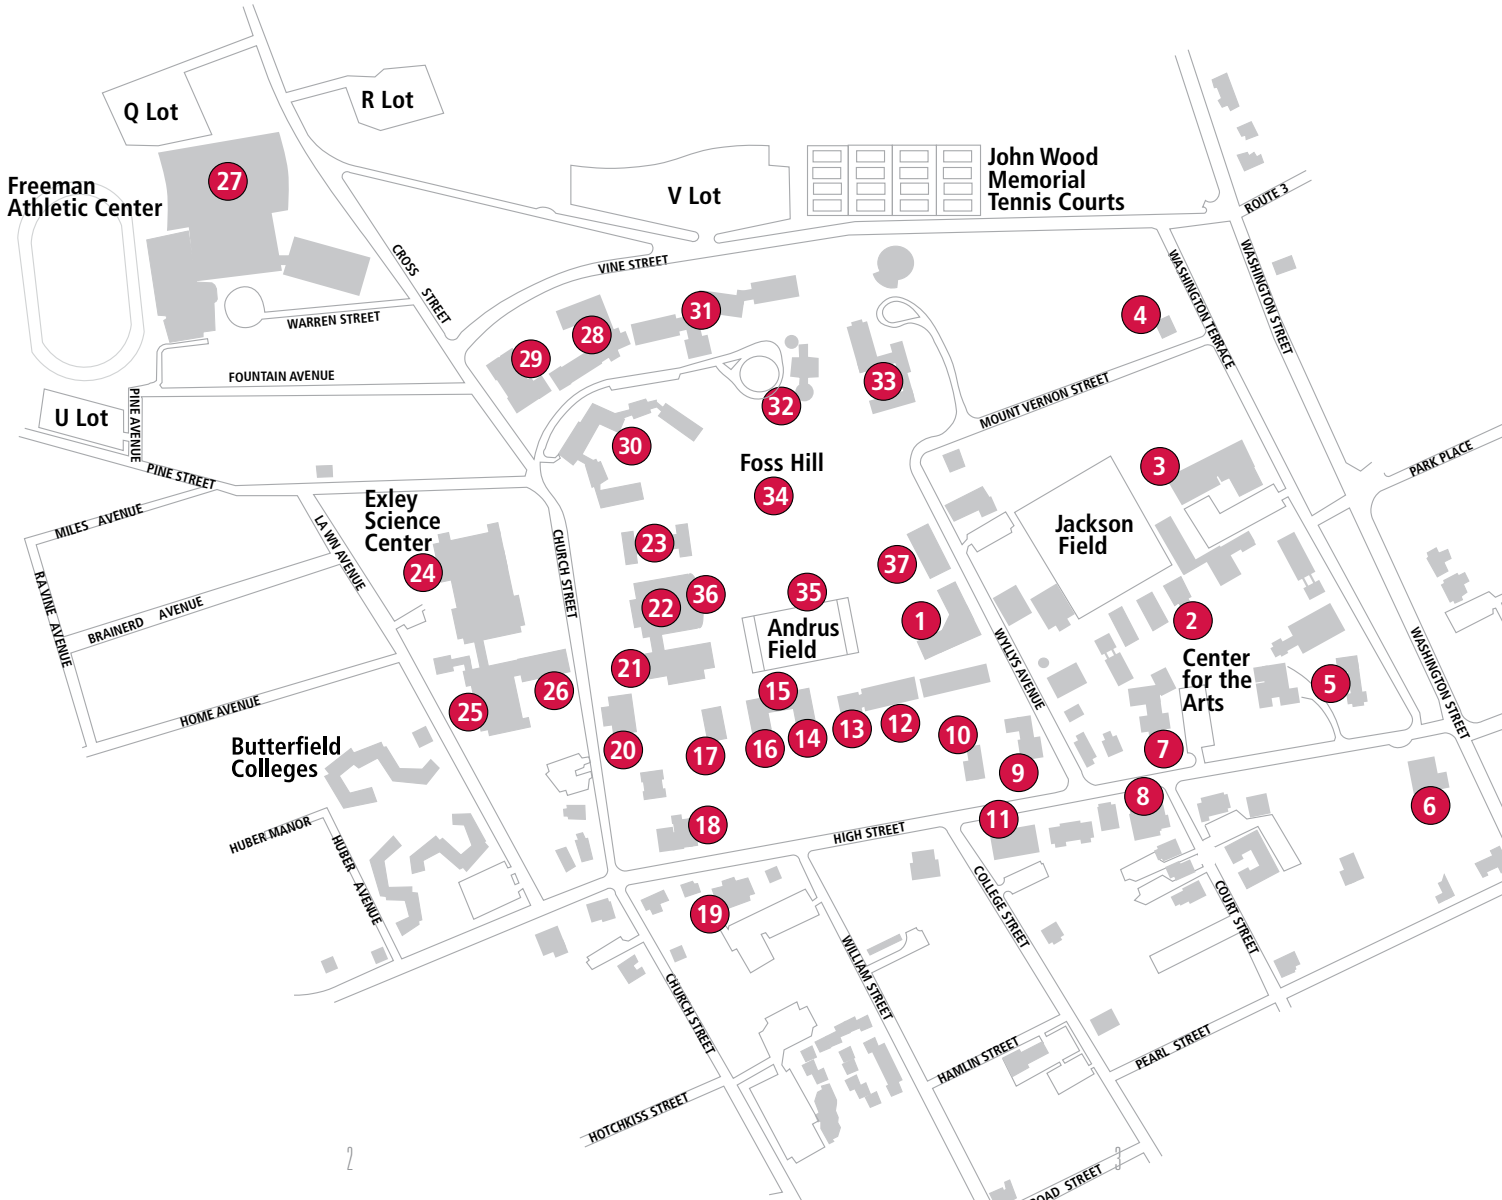 Q Lot
R Lot
27
Freeman
Athletic Center
V Lot
John Wood
Memorial
Tennis Courts
ROUTE 3
CROSS
STREET
VINE STREET
WASHINGTON TERRACE
WASHINGTON STREET
WARREN STREET
31
28
29
4
FOUNTAIN AVENUE
PINE AVENUE
U Lot
32
33
MOUNT VERNON STREET
30
PINE STREET
Foss Hill
34
3
PARK PLACE
MILES AVENUE
LAWN AVENUE
Exley
Science
Center
24
CHURCH STREET
23
Jackson
Field
37
RAVINE AVENUE
BRAINERD AVENUE
22
36
35
Andrus
Field
1
2
Center
for the
Arts
WYLLYS AVENUE
WASHINGTON STREET
21
26
25
15
5
HOME AVENUE
Butterfield
Colleges
20
17
16
14
13
12
10
9
7
8
6
11
18
HUBER MANOR
HUBER AVENUE
HIGH STREET
19
COLLEGE STREET
COURT STREET
WILLIAM STREET
CHURCH STREET
HAMLIN STREET
PEARL STREET
HOTCHKISS STREET
2
3
ROAD STREET